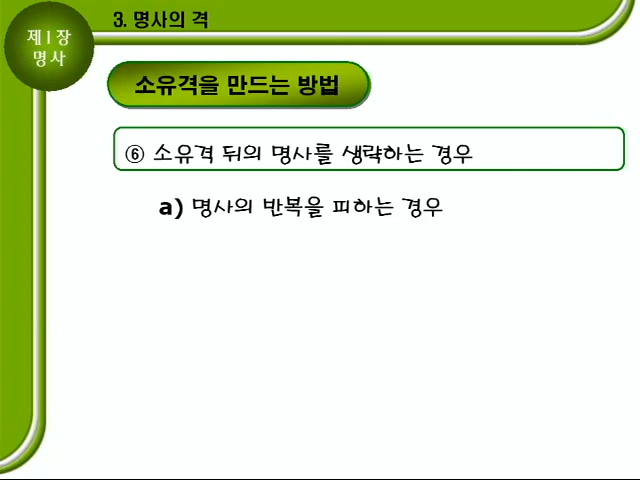 제 I 장
명사
3. 명사의 격
소유격을 만드는 방법
⑥ 소유격 뒤의 명사를 생략하는 경우
a) 명사의 반복을 피하는 경우